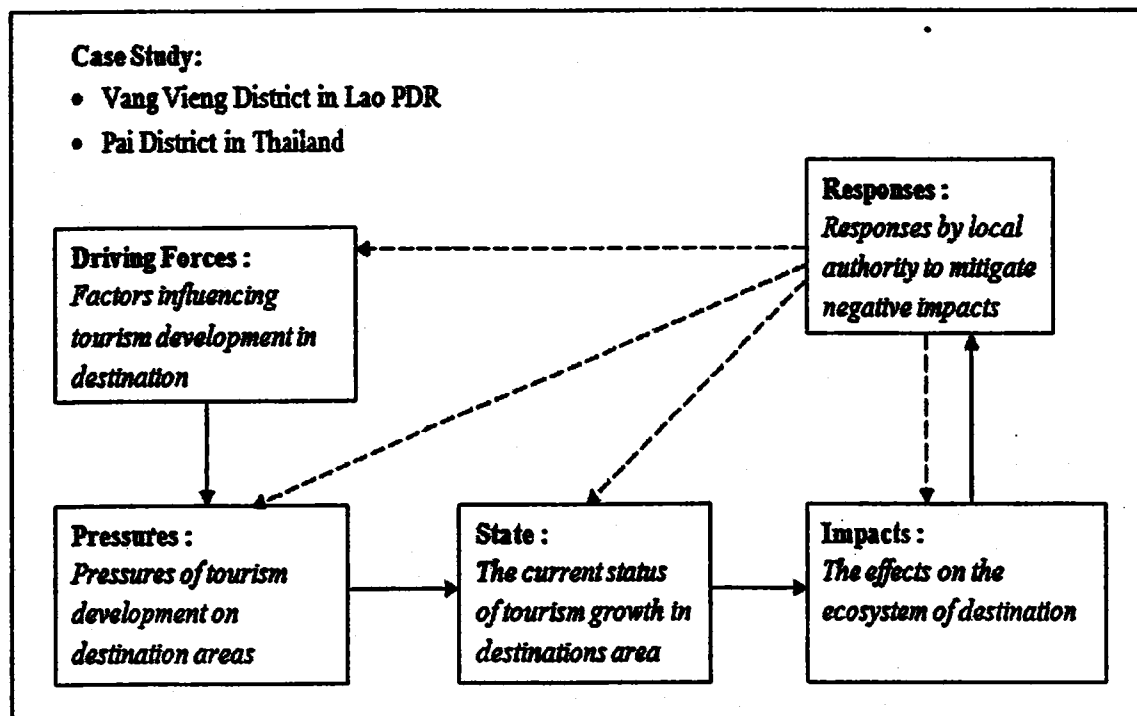 Case Study:
• Vang Vieng District in Lao PDR
• Pai District in Thailand
Responses :
Responses by local
authority to mitigate
negative impacts
Driving Forces :
Factors influencing
tourism development in
destination
Pressures :
Pressures of tourism
development on
destination areas
State :
The current status
of tourism growth in
destinations area
Impacts :
The effects on the
ecosystem of destination